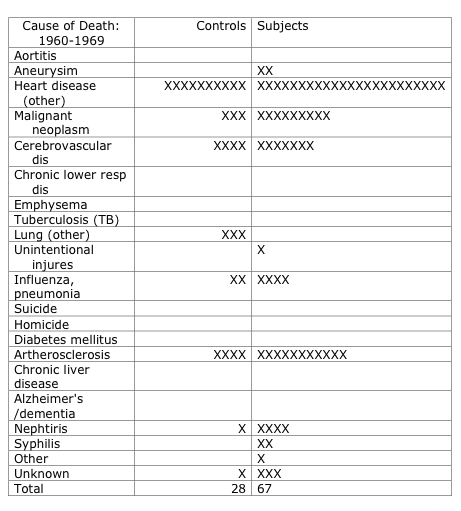 Cause of Death: Controls Subjects
1960-1969
Aortitis
Aneurysim XX
Heart disease XXXXXXXXXX XXXXXXXXXXXXXXXXXXXXXXX
(other)
Malignant XXX XXXXXXXXX
neoplasm
Cerebrovascular XXXX XXXXXXX
dis
Chronic lower resp
dis
Emphysema
Tuberculosis (TB)
Lung (other) XXX
Unintentional X
injures
Influenza, XX XXXX
pneumonia
Suicide
Homicide
Diabetes mellitus
Artherosclerosis XXXX XXXXXXXXXXX
Chronic liver
disease
Alzheimer's
/dementia
Nephtiris X XXXX
Syphilis XX
Other X
Unknown X XXX
Total 28 67